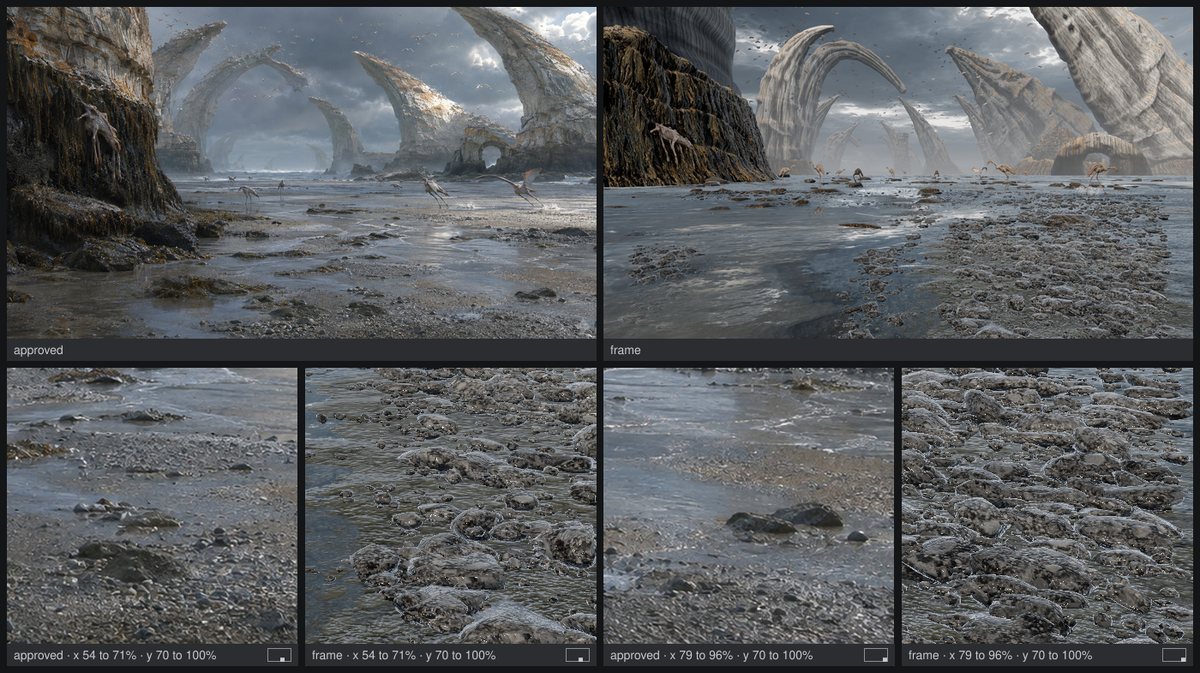 approved
frame
approved · x 54 to 71% · y 70 to 100%
frame · x 54 to 71% · y 70 to 100%
approved · x 79 to 96% · y 70 to 100%
frame · x 79 to 96% · y 70 to 100%